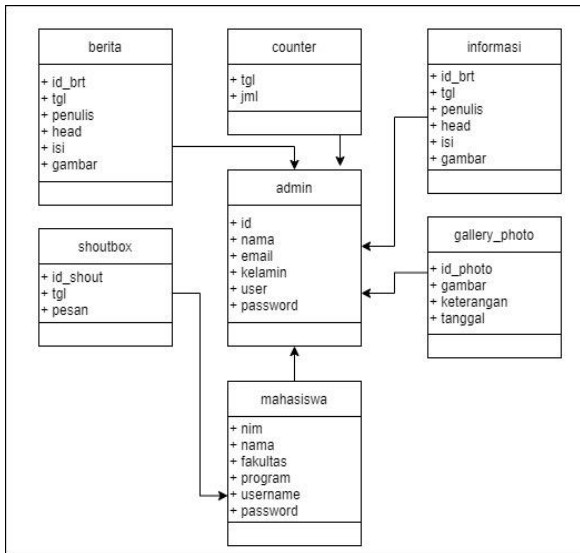 berita
+ id_brt
+ tgl
+ penulis
+ head
+ isi
+ gambar
counter
+ tgl
+ jml
informasi
+ id_brt
+ tgl
+ penulis
+ head
+ isi
+ gambar
admin
+ id
+ nama
+ email
+ kelamin
+ user
+ password
shoutbox
+ id_shout
+ tgl
+ pesan
gallery_photo
+ id_photo
+ gambar
+ keterangan
+ tanggal
mahasiswa
+ nim
+ nama
+ fakultas
+ program
+ username
+ password